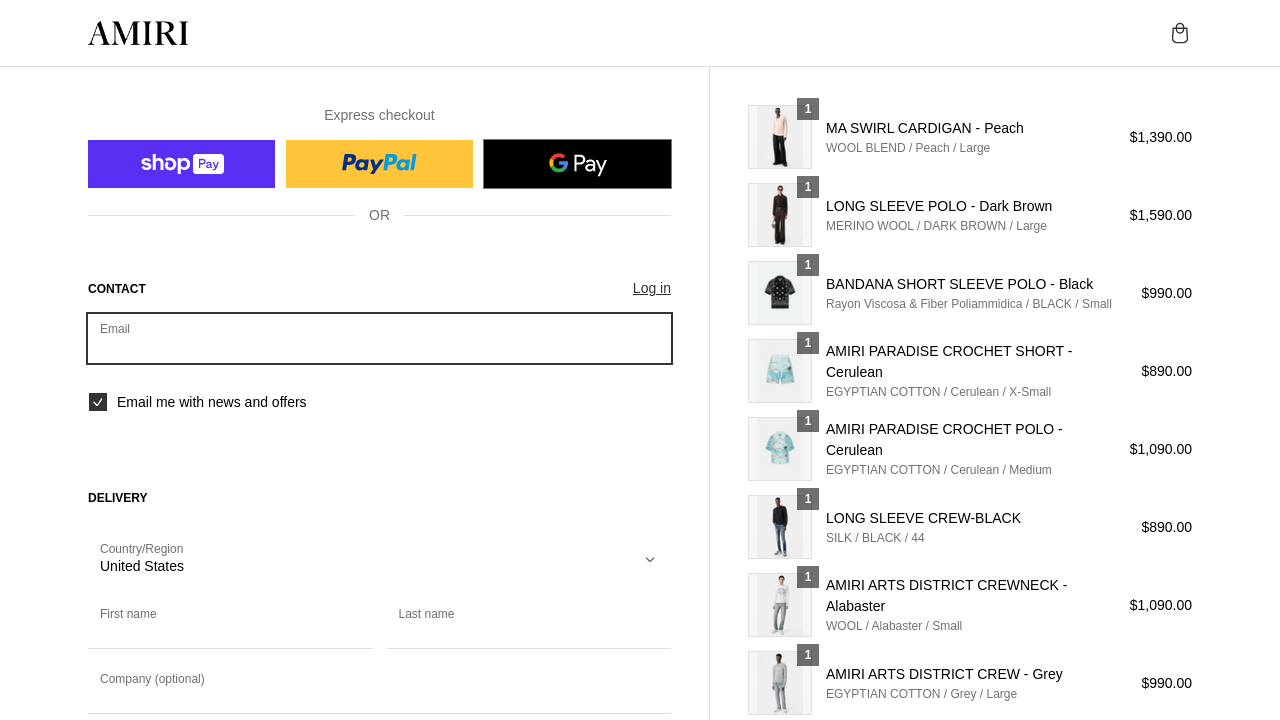 AMIRI
Express checkout
shop Pay
PayPal
G Pay
OR
CONTACT
Log in
Email
Email me with news and offers
DELIVERY
Country/Region
United States
First name
Last name
Company (optional)
1
MA SWIRL CARDIGAN - Peach
WOOL BLEND / Peach / Large
$1,390.00
1
LONG SLEEVE POLO - Dark Brown
MERINO WOOL / DARK BROWN / Large
$1,590.00
1
BANDANA SHORT SLEEVE POLO - Black
Rayon Viscosa & Fiber Poliammidica / BLACK / Small
$990.00
1
AMIRI PARADISE CROCHET SHORT -
Cerulean
EGYPTIAN COTTON / Cerulean / X-Small
$890.00
1
AMIRI PARADISE CROCHET POLO -
Cerulean
EGYPTIAN COTTON / Cerulean / Medium
$1,090.00
1
LONG SLEEVE CREW-BLACK
SILK / BLACK / 44
$890.00
1
AMIRI ARTS DISTRICT CREWNECK -
Alabaster
WOOL / Alabaster / Small
$1,090.00
1
AMIRI ARTS DISTRICT CREW - Grey
EGYPTIAN COTTON / Grey / Large
$990.00